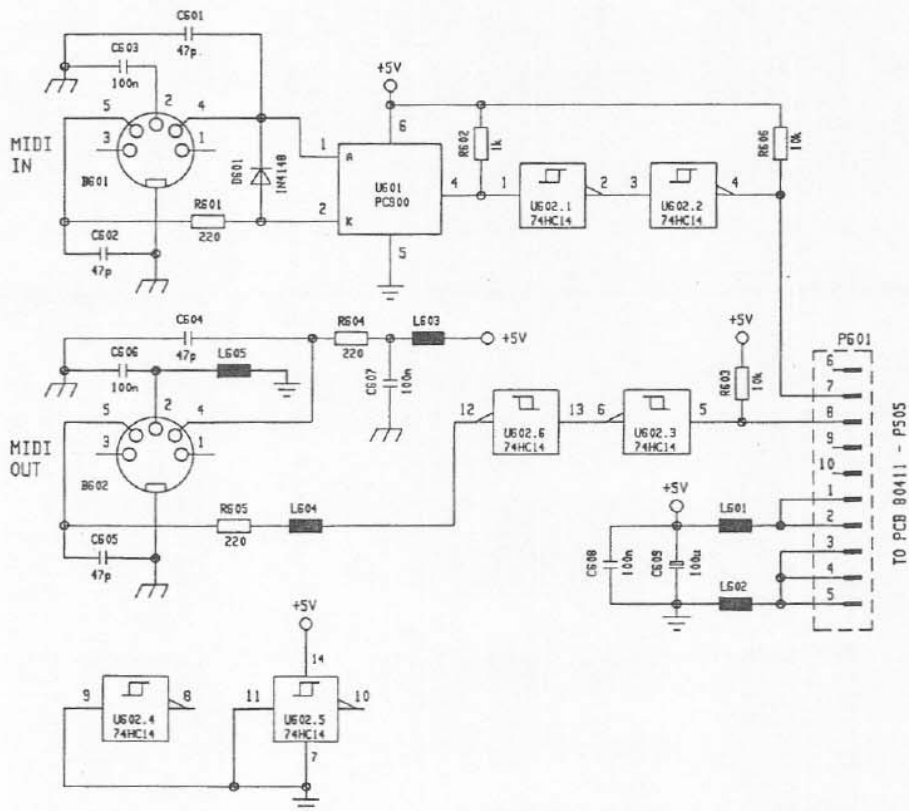 C601
47p
C603
100n
+5V
5
2
4
3
1
MIDI
IN
B601
D601
1N4148
R601
220
C602
47p
1
A
2
K
6
U601
PC900
4
5
R602
1k
1
U602.1
74HC14
2
3
U602.2
74HC14
4
R606
10k
C604
47p
C606
100n
L605
R604
220
L603
+5V
C607
100n
5
2
4
3
1
MIDI
OUT
B602
R605
220
L604
C605
47p
12
U602.6
74HC14
13
6
U602.3
74HC14
5
+5V
R603
10k
P601
6
7
8
9
10
1
2
3
4
5
TO PCB 80411 - P505
+5V
L601
C608
100n
C609
100u
L602
9
U602.4
74HC14
8
+5V
14
11
U602.5
74HC14
10
7